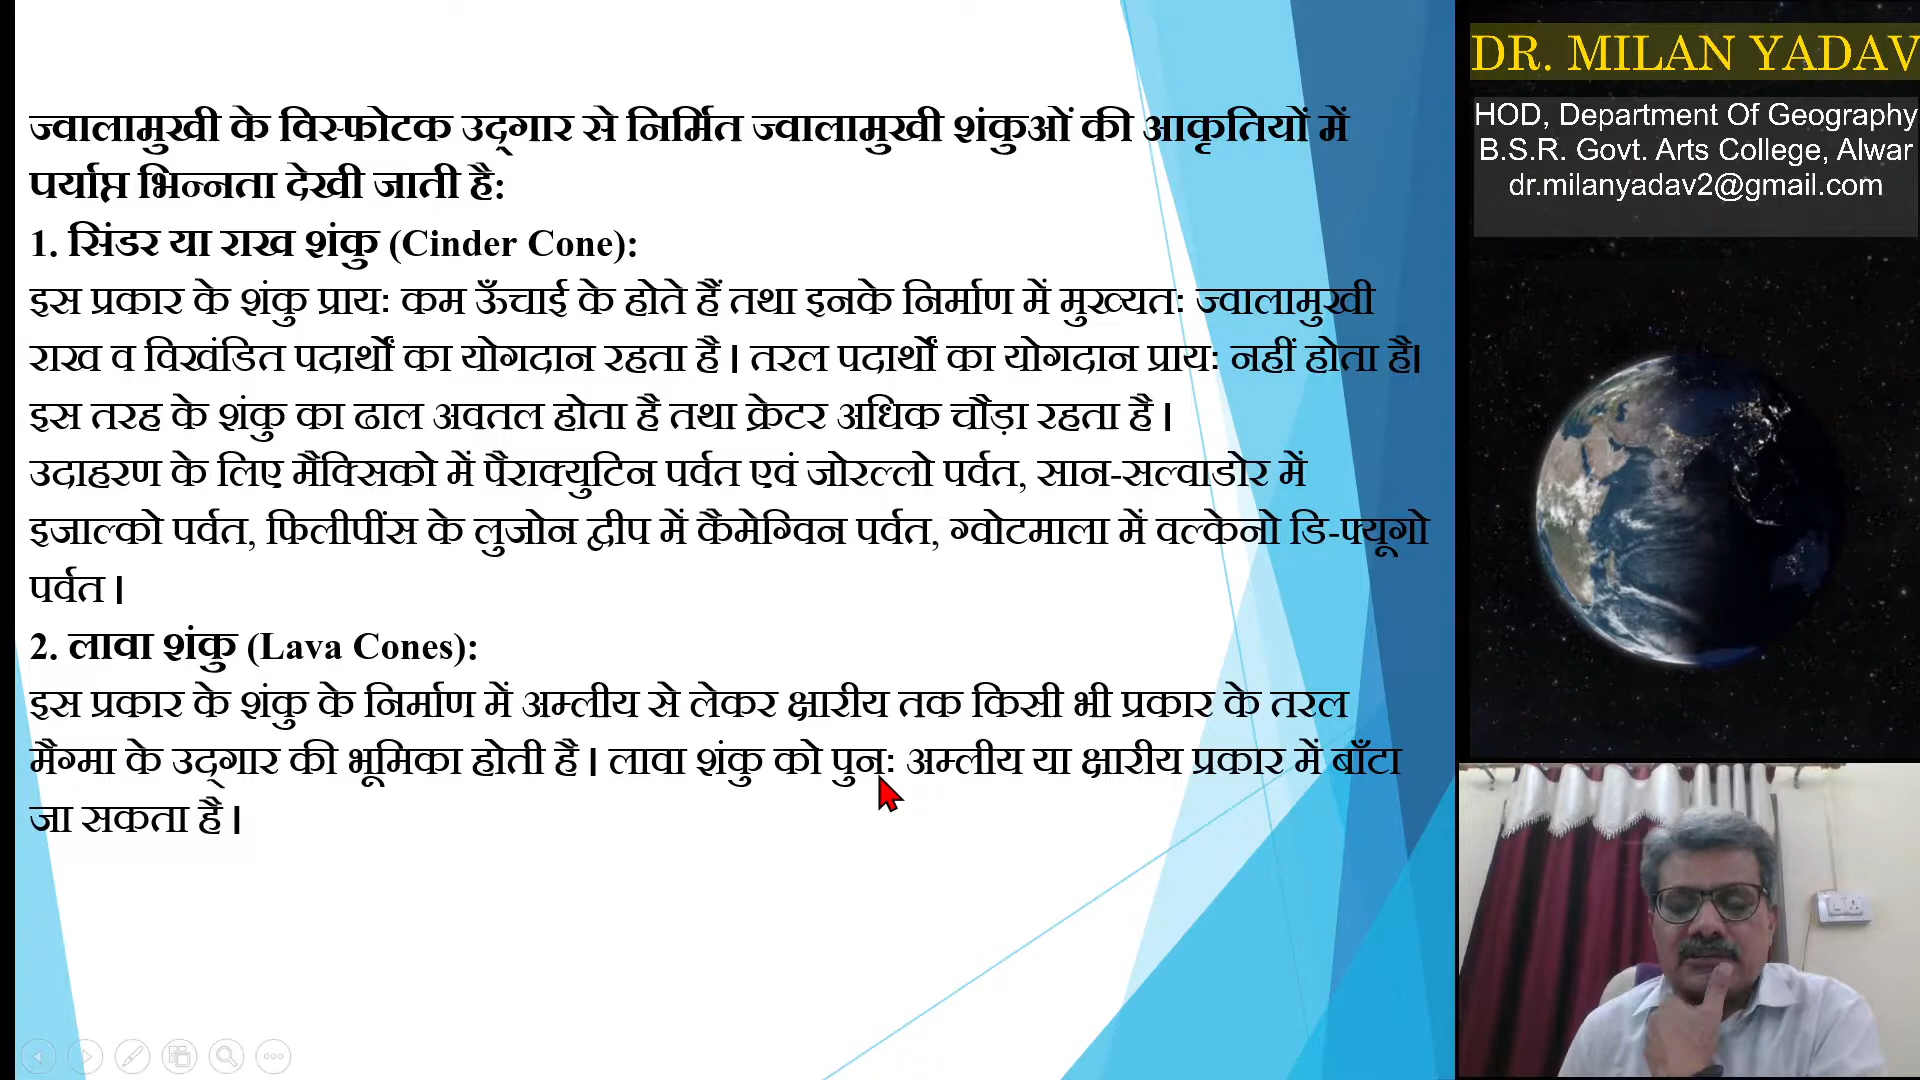 ज्वालामुखी के विस्फोटक उद्‌गार से निर्मित ज्वालामुखी शंकुओं की आकृतियों में
पर्याप्त भिन्नता देखी जाती है:
1. सिंडर या राख शंकु (Cinder Cone):
इस प्रकार के शंकु प्रायः कम ऊँचाई के होते हैं तथा इनके निर्माण में मुख्यतः ज्वालामुखी
राख व विखंडित पदार्थों का योगदान रहता है। तरल पदार्थों का योगदान प्रायः नहीं होता है।
इस तरह के शंकु का ढाल अवतल होता है तथा क्रेटर अधिक चौड़ा रहता है।
उदाहरण के लिए मैक्सिको में पैराक्युटिन पर्वत एवं जोरल्लो पर्वत, सान-सल्वाडोर में
इजाल्को पर्वत, फिलीपींस के लुजोन द्वीप में कैमेग्विन पर्वत, ग्वोटमाला में वल्केनो डि-फ्यूगो
पर्वत।
2. लावा शंकु (Lava Cones):
इस प्रकार के शंकु के निर्माण में अम्लीय से लेकर क्षारीय तक किसी भी प्रकार के तरल
मैग्मा के उद्‌गार की भूमिका होती है। लावा शंकु को पुनः अम्लीय या क्षारीय प्रकार में बाँटा
जा सकता है।
DR. MILAN YADAV
HOD, Department Of Geography
B.S.R. Govt. Arts College, Alwar
dr.milanyadav2@gmail.com